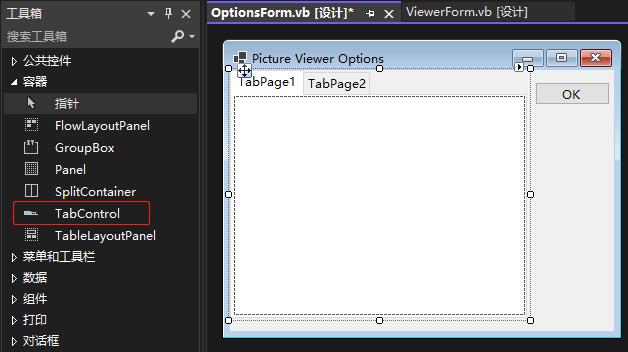 工具箱
搜索工具箱
公共控件
容器
指针
FlowLayoutPanel
GroupBox
Panel
SplitContainer
TabControl
TableLayoutPanel
菜单和工具栏
数据
组件
打印
对话框
OptionsForm.vb [设计]*
ViewerForm.vb [设计]
Picture Viewer Options
TabPage1
TabPage2
OK